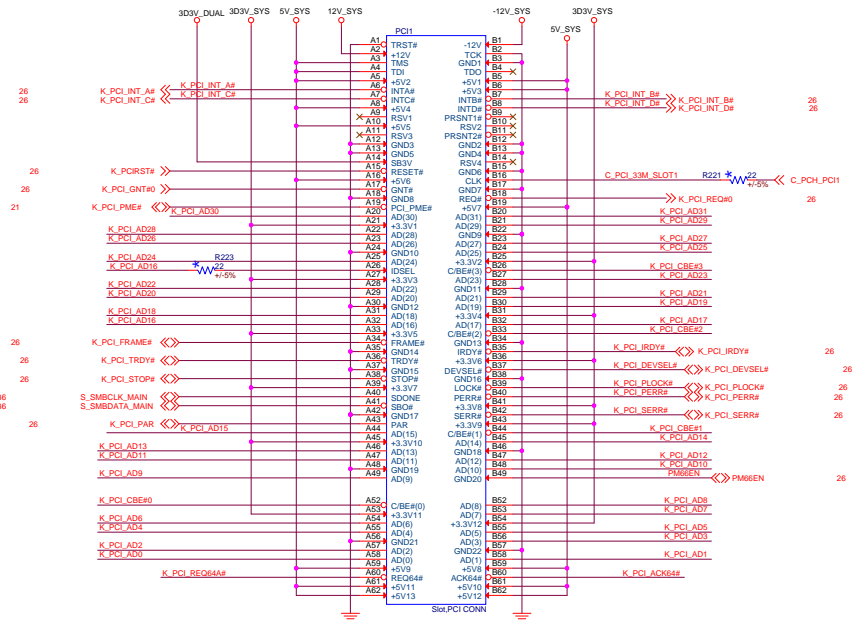 3D3V_DUAL 3D3V_SYS 5V_SYS 12V_SYS -12V_SYS 5V_SYS 3D3V_SYS
PCI1
A1 TRST# -12V B1
A2 +12V TCK B2
A3 TMS GND1 B3
A4 TDI TDO B4
A5 +5V2 +5V1 B5
26 K_PCI_INT_A# K_PCI_INT_A# A6 INTA# +5V3 B6
26 K_PCI_INT_C# K_PCI_INT_C# A7 INTC# INTB# B7 K_PCI_INT_B# K_PCI_INT_B# 26
A8 +5V4 INTD# B8 K_PCI_INT_D# K_PCI_INT_D# 26
A9 RSV1 PRSNT1# B9
A10 +5V5 RSV2 B10
A11 RSV3 PRSNT2# B11
A12 GND3 GND2 B12
A13 GND5 GND4 B13
A14 SB3V RSV4 B14
26 K_PCIRST# A15 RESET# GND6 B15
A16 +5V6 CLK B16 C_PCI_33M_SLOT1 R221 22 +/-5% C_PCH_PCI1
26 K_PCI_GNT#0 A17 GNT# GND7 B17
A18 GND8 REQ# B18 K_PCI_REQ#0 26
21 K_PCI_PME# A19 PCI_PME# +5V7 B19
K_PCI_AD30 A20 AD(30) AD(31) B20 K_PCI_AD31
A21 +3.3V1 AD(29) B21 K_PCI_AD29
K_PCI_AD28 A22 AD(28) GND9 B22
K_PCI_AD26 A23 AD(26) AD(27) B23 K_PCI_AD27
A24 GND10 AD(25) B24 K_PCI_AD25
K_PCI_AD24 R223 A25 AD(24) +3.3V2 B25
K_PCI_AD16 22 +/-5% A26 IDSEL C/BE#(3) B26 K_PCI_CBE#3
A27 +3.3V3 AD(23) B27 K_PCI_AD23
K_PCI_AD22 A28 AD(22) GND11 B28
K_PCI_AD20 A29 AD(20) AD(21) B29 K_PCI_AD21
A30 GND12 AD(19) B30 K_PCI_AD19
K_PCI_AD18 A31 AD(18) +3.3V4 B31
K_PCI_AD16 A32 AD(16) AD(17) B32 K_PCI_AD17
A33 +3.3V5 C/BE#(2) B33 K_PCI_CBE#2
26 K_PCI_FRAME# A34 FRAME# GND13 B34
A35 GND14 IRDY# B35 K_PCI_IRDY# K_PCI_IRDY# 26
26 K_PCI_TRDY# A36 TRDY# +3.3V6 B36
A37 GND15 DEVSEL# B37 K_PCI_DEVSEL# K_PCI_DEVSEL# 26
26 K_PCI_STOP# A38 STOP# GND16 B38
A39 +3.3V7 LOCK# B39 K_PCI_PLOCK# K_PCI_PLOCK# 26
S_SMBCLK_MAIN A40 SDONE PERR# B40 K_PCI_PERR# K_PCI_PERR# 26
S_SMBDATA_MAIN A41 SBO# +3.3V8 B41
A42 GND17 SERR# B42 K_PCI_SERR# K_PCI_SERR# 26
26 K_PCI_PAR A43 PAR +3.3V9 B43
K_PCI_AD15 A44 AD(15) C/BE#(1) B44 K_PCI_CBE#1
A45 +3.3V10 AD(14) B45 K_PCI_AD14
K_PCI_AD13 A46 AD(13) GND18 B46
K_PCI_AD11 A47 AD(11) AD(12) B47 K_PCI_AD12
A48 GND19 AD(10) B48 K_PCI_AD10
K_PCI_AD9 A49 AD(9) GND20 B49 PM66EN PM66EN 26
K_PCI_CBE#0 A52 C/BE#(0) AD(8) B52 K_PCI_AD8
A53 +3.3V11 AD(7) B53 K_PCI_AD7
K_PCI_AD6 A54 AD(6) +3.3V12 B54
K_PCI_AD4 A55 AD(4) AD(5) B55 K_PCI_AD5
A56 GND21 AD(3) B56 K_PCI_AD3
K_PCI_AD2 A57 AD(2) GND22 B57
K_PCI_AD0 A58 AD(0) AD(1) B58 K_PCI_AD1
A59 +5V9 +5V8 B59
K_PCI_REQ64A# A60 REQ64# ACK64# B60 K_PCI_ACK64#
A61 +5V11 +5V10 B61
A62 +5V13 +5V12 B62
Slot,PCI CONN